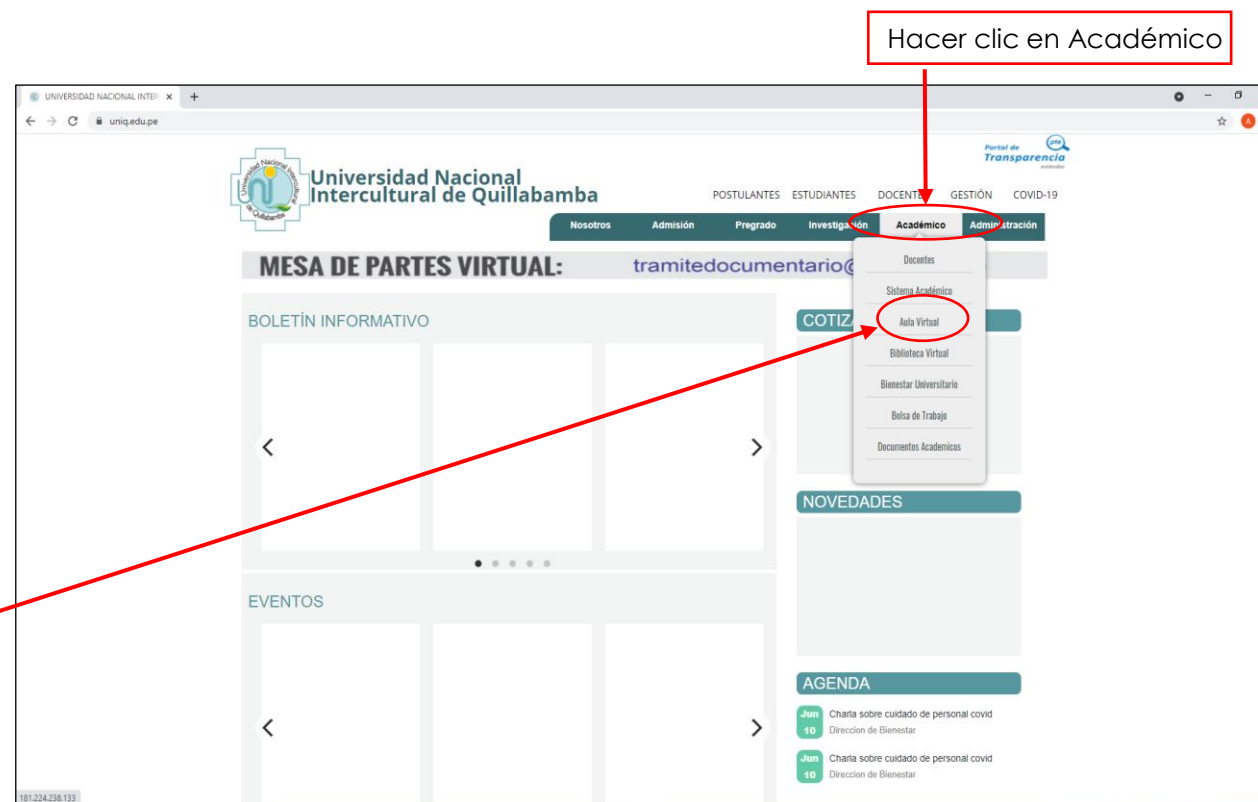 Hacer clic en Académico
UNIVERSIDAD NACIONAL INTER
uniq.edu.pe
Portal de
Transparencia
estándar
pte
Universidad Nacional
Intercultural de Quillabamba
POSTULANTES ESTUDIANTES DOCENTES GESTIÓN COVID-19
Nosotros Admisión Pregrado Investigación Académico Administración
MESA DE PARTES VIRTUAL: tramitedocumentario@
Docentes
Sistema Académico
Aula Virtual
Biblioteca Virtual
Bienestar Universitario
Bolsa de Trabajo
Documentos Academicos
BOLETÍN INFORMATIVO
COTIZ
NOVEDADES
EVENTOS
AGENDA
Jun
10
Charla sobre cuidado de personal covid
Direccion de Bienestar
Jun
10
Charla sobre cuidado de personal covid
Direccion de Bienestar
181.224.238.133